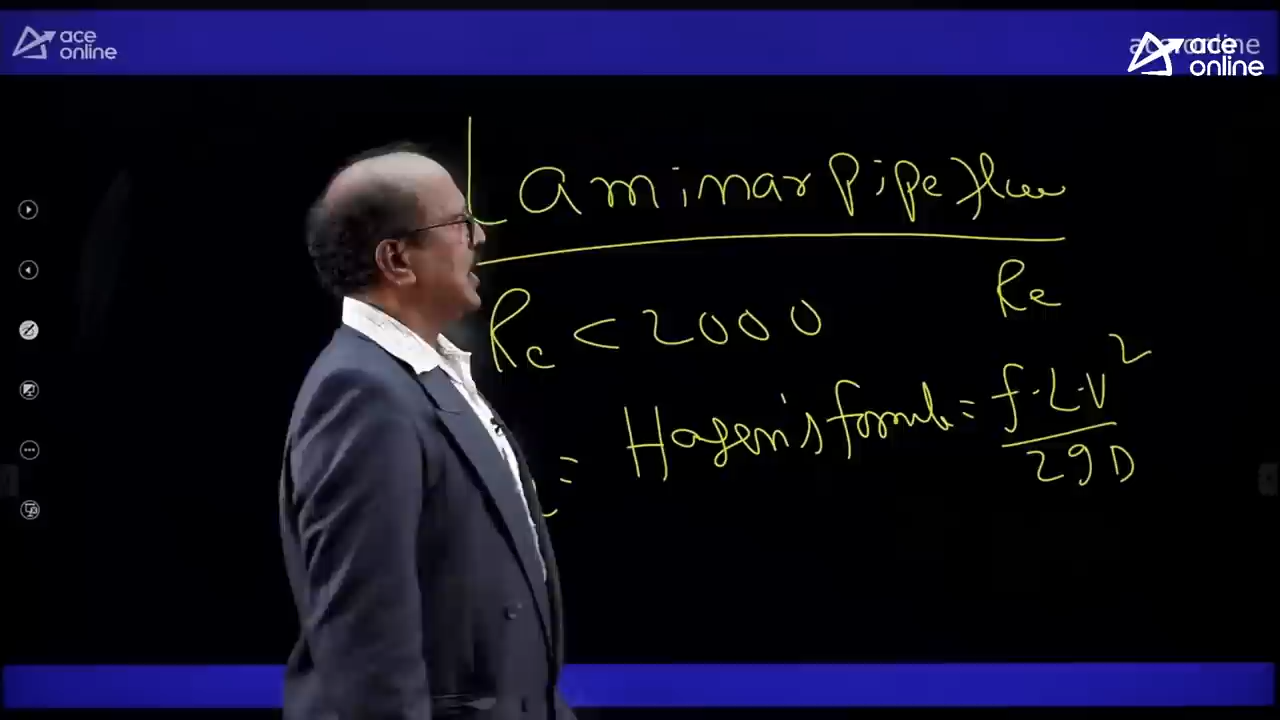 ace online
ace online
Laminar Pipe flow
Re < 2000
Re
= Hagen's formula = f·L·V² / 2gD